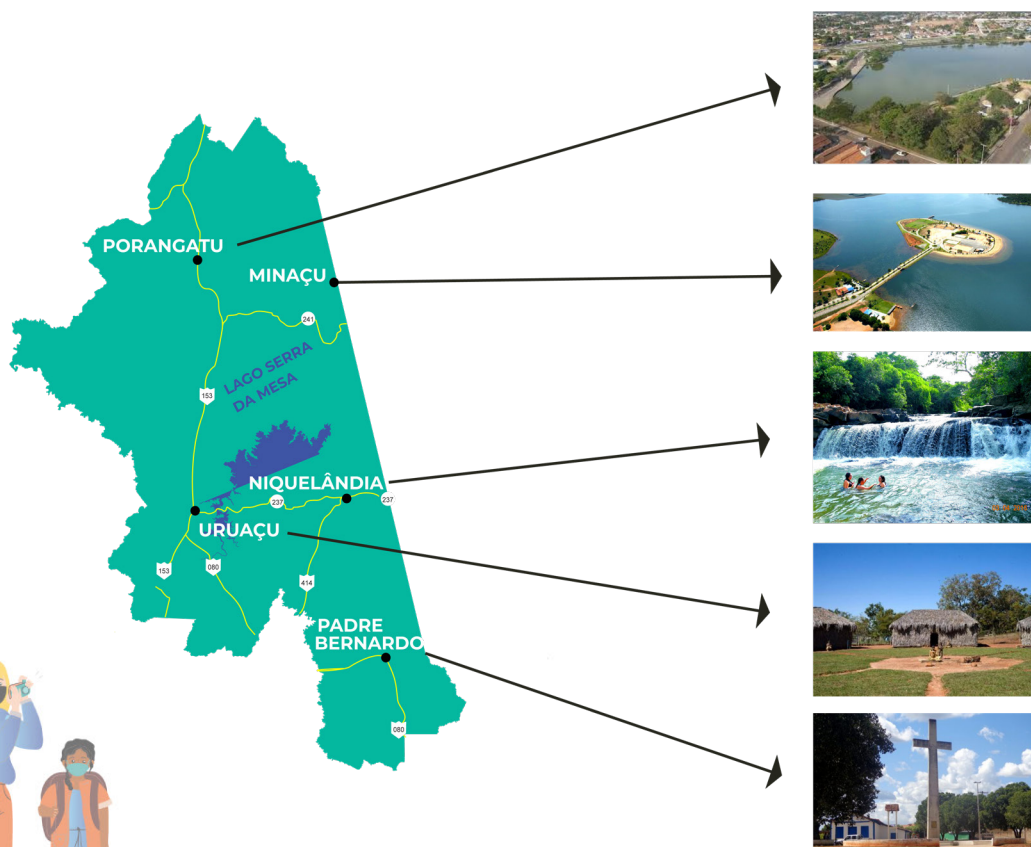 PORANGATU
MINAÇU
241
LAGO SERRA
DA MESA
153
NIQUELÂNDIA
237
237
URUAÇU
153
080
414
PADRE
BERNARDO
080